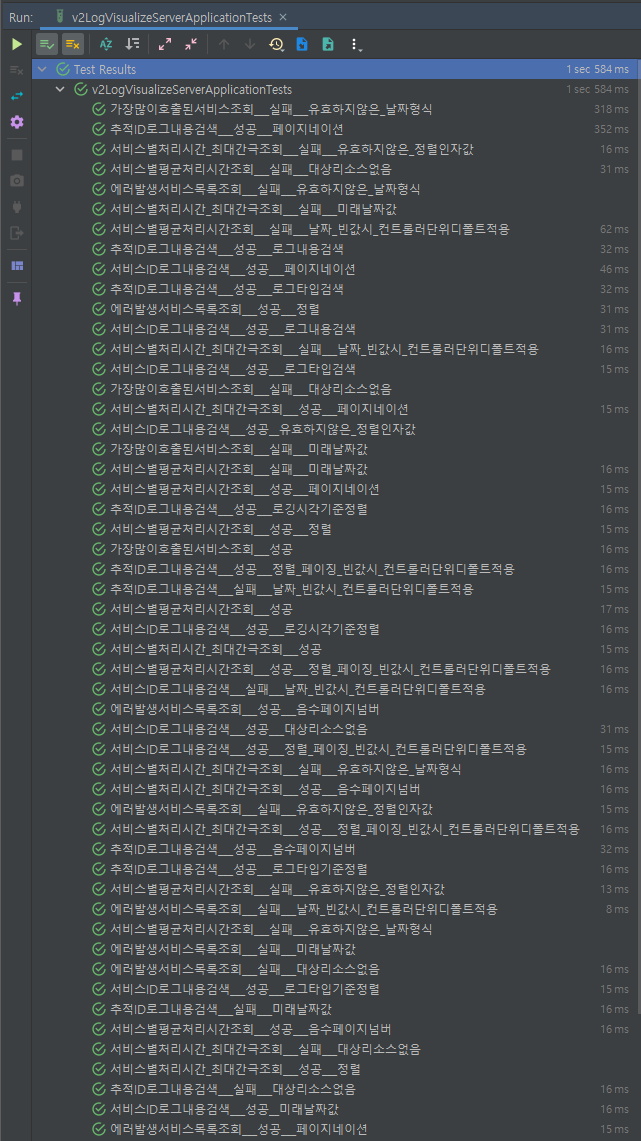 Run: v2LogVisualizeServerApplicationTests ×
Test Results 1 sec 584 ms
v2LogVisualizeServerApplicationTests 1 sec 584 ms
가장많이호출된서비스조회__실패__유효하지않은_날짜형식 318 ms
추적ID로그내용검색__성공__페이지네이션 352 ms
서비스별처리시간_최대간극조회__실패__유효하지않은_정렬인자값 16 ms
서비스별평균처리시간조회__실패__대상리소스없음 31 ms
에러발생서비스목록조회__실패__유효하지않은_날짜형식
서비스별처리시간_최대간극조회__실패__미래날짜값
서비스별평균처리시간조회__실패__날짜_빈값시_컨트롤러단위디폴트적용 62 ms
추적ID로그내용검색__성공__로그내용검색 32 ms
서비스ID로그내용검색__성공__페이지네이션 46 ms
추적ID로그내용검색__성공__로그타입검색 32 ms
에러발생서비스목록조회__성공__정렬 31 ms
서비스ID로그내용검색__성공__로그내용검색 31 ms
서비스별처리시간_최대간극조회__실패__날짜_빈값시_컨트롤러단위디폴트적용 16 ms
서비스ID로그내용검색__성공__로그타입검색 15 ms
가장많이호출된서비스조회__실패__대상리소스없음
서비스별처리시간_최대간극조회__성공__페이지네이션 15 ms
서비스ID로그내용검색__성공_유효하지않은_정렬인자값
가장많이호출된서비스조회__실패__미래날짜값
서비스별평균처리시간조회__실패__미래날짜값 16 ms
서비스별평균처리시간조회__성공__페이지네이션 15 ms
추적ID로그내용검색__성공__로깅시각기준정렬 16 ms
서비스별평균처리시간조회__성공__정렬 15 ms
가장많이호출된서비스조회__성공 16 ms
추적ID로그내용검색__성공__정렬_페이징_빈값시_컨트롤러단위디폴트적용 16 ms
추적ID로그내용검색__실패__날짜_빈값시_컨트롤러단위디폴트적용 15 ms
서비스별평균처리시간조회__성공 17 ms
서비스ID로그내용검색__성공__로깅시각기준정렬 16 ms
서비스별처리시간_최대간극조회__성공 15 ms
서비스별평균처리시간조회__성공__정렬_페이징_빈값시_컨트롤러단위디폴트적용 16 ms
서비스ID로그내용검색__실패__날짜_빈값시_컨트롤러단위디폴트적용 16 ms
에러발생서비스목록조회__성공__음수페이지넘버
서비스ID로그내용검색__성공__대상리소스없음 31 ms
서비스ID로그내용검색__성공__정렬_페이징_빈값시_컨트롤러단위디폴트적용 15 ms
서비스별처리시간_최대간극조회__실패__유효하지않은_날짜형식 16 ms
서비스별처리시간_최대간극조회__성공__음수페이지넘버 16 ms
에러발생서비스목록조회__실패__유효하지않은_정렬인자값 15 ms
서비스별처리시간_최대간극조회__성공__정렬_페이징_빈값시_컨트롤러단위디폴트적용 16 ms
추적ID로그내용검색__성공__음수페이지넘버 32 ms
추적ID로그내용검색__성공__로그타입기준정렬 16 ms
서비스별평균처리시간조회__실패__유효하지않은_정렬인자값 13 ms
에러발생서비스목록조회__실패__날짜_빈값시_컨트롤러단위디폴트적용 8 ms
서비스별평균처리시간조회__실패__유효하지않은_날짜형식
에러발생서비스목록조회__실패__미래날짜값
에러발생서비스목록조회__실패__대상리소스없음 16 ms
서비스ID로그내용검색__성공__로그타입기준정렬 15 ms
추적ID로그내용검색__실패__미래날짜값 16 ms
서비스별평균처리시간조회__성공__음수페이지넘버 16 ms
서비스별처리시간_최대간극조회__실패__대상리소스없음
서비스별처리시간_최대간극조회__성공__정렬
추적ID로그내용검색__실패__대상리소스없음 16 ms
서비스ID로그내용검색__성공_미래날짜값 16 ms
에러발생서비스목록조회__성공__페이지네이션 15 ms